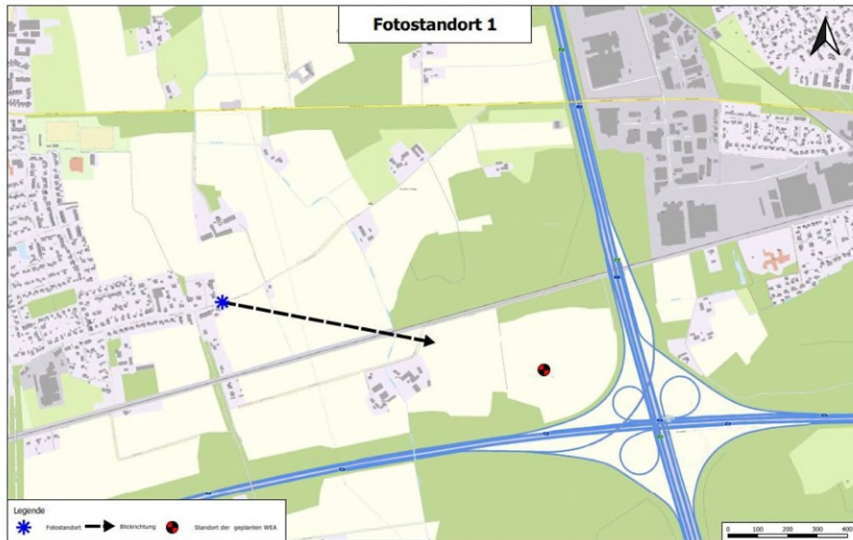 Fotostandort 1
Legende
Fotostandort
Blickrichtung
Standort der geplanten WEA
0 100 200 300 400